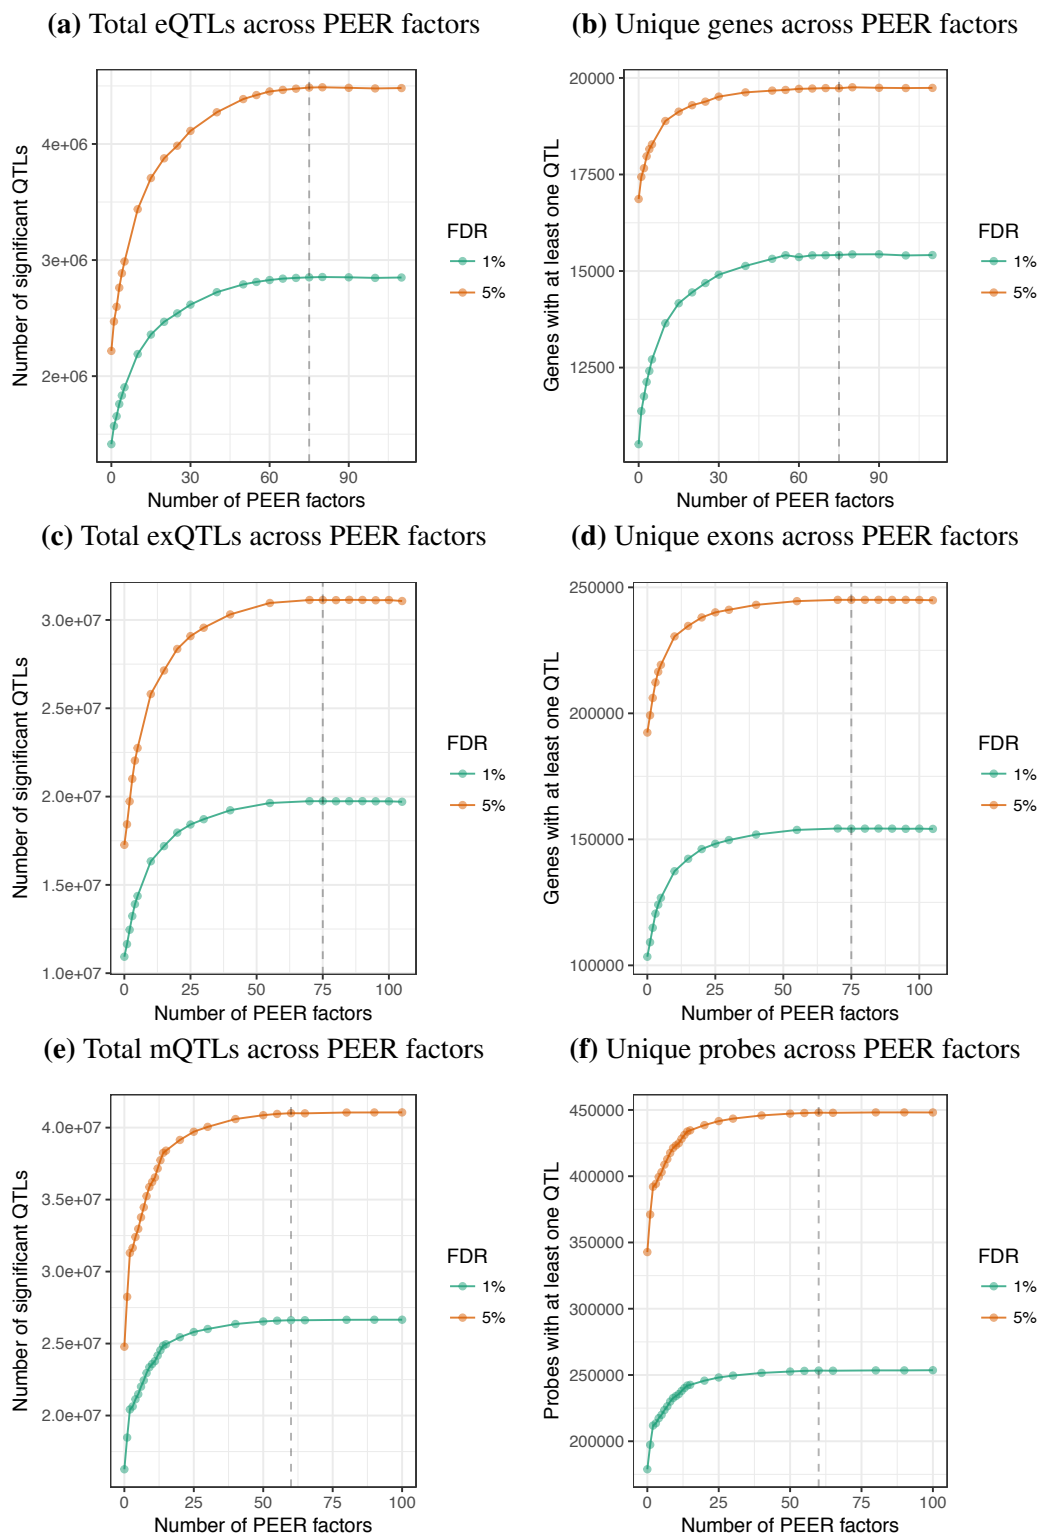 (a) Total eQTLs across PEER factors
Number of significant QTLs
4e+06
3e+06
2e+06
0 30 60 90
Number of PEER factors
FDR
1%
5%
(b) Unique genes across PEER factors
Genes with at least one QTL
20000
17500
15000
12500
0 30 60 90
Number of PEER factors
FDR
1%
5%
(c) Total exQTLs across PEER factors
Number of significant QTLs
3.0e+07
2.5e+07
2.0e+07
1.5e+07
1.0e+07
0 25 50 75 100
Number of PEER factors
FDR
1%
5%
(d) Unique exons across PEER factors
Genes with at least one QTL
250000
200000
150000
100000
0 25 50 75 100
Number of PEER factors
FDR
1%
5%
(e) Total mQTLs across PEER factors
Number of significant QTLs
4.0e+07
3.5e+07
3.0e+07
2.5e+07
2.0e+07
0 25 50 75 100
Number of PEER factors
FDR
1%
5%
(f) Unique probes across PEER factors
Probes with at least one QTL
450000
400000
350000
300000
250000
200000
0 25 50 75 100
Number of PEER factors
FDR
1%
5%